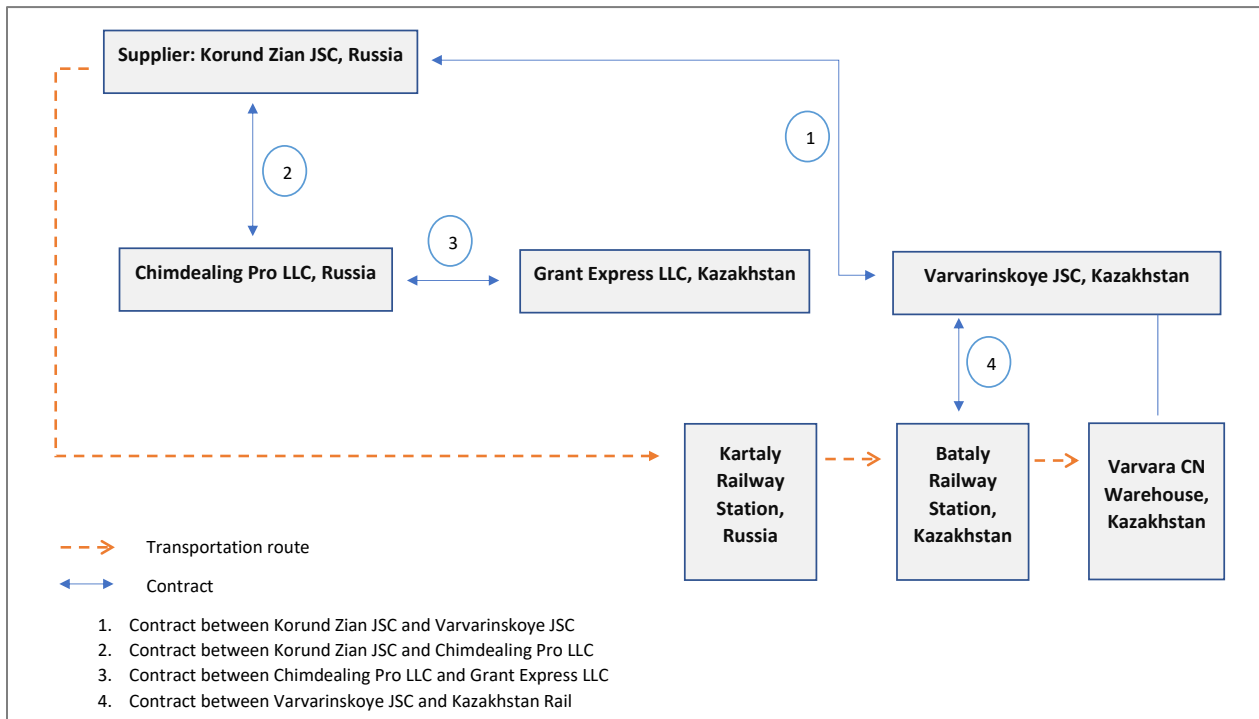 Supplier: Korund Zian JSC, Russia
1
2
3
Chimdealing Pro LLC, Russia
Grant Express LLC, Kazakhstan
Varvarinskoye JSC, Kazakhstan
4
Kartaly
Railway
Station,
Russia
Bataly
Railway
Station,
Kazakhstan
Varvara CN
Warehouse,
Kazakhstan
Transportation route
Contract
1. Contract between Korund Zian JSC and Varvarinskoye JSC
2. Contract between Korund Zian JSC and Chimdealing Pro LLC
3. Contract between Chimdealing Pro LLC and Grant Express LLC
4. Contract between Varvarinskoye JSC and Kazakhstan Rail